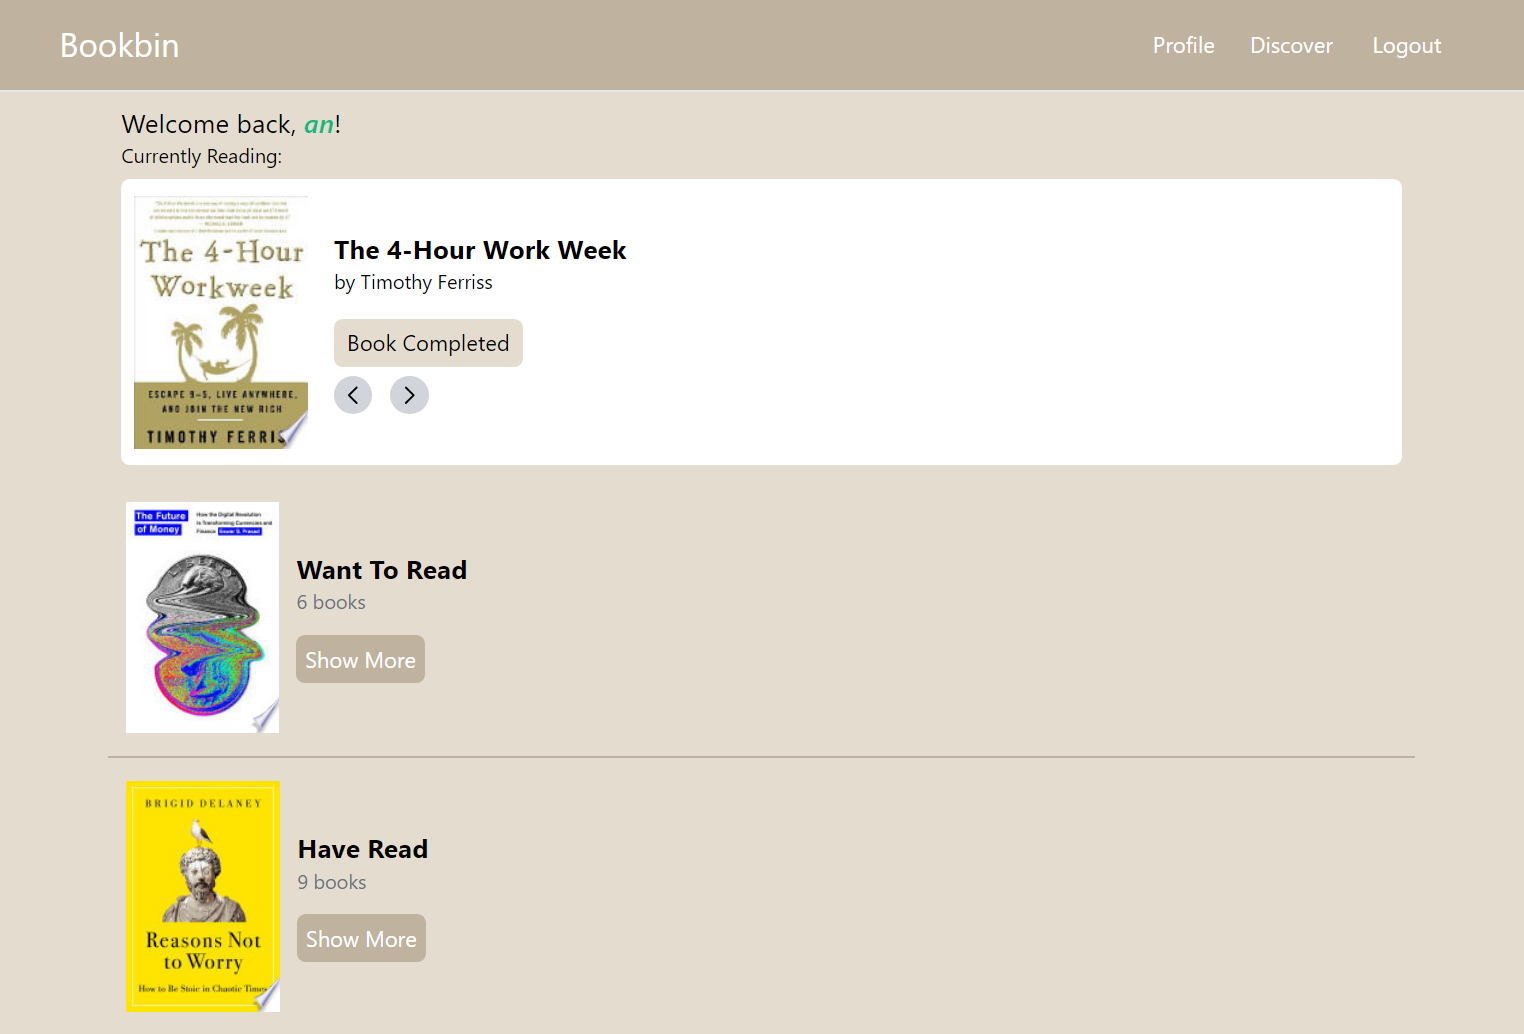 Bookbin
Profile Discover Logout
Welcome back, an!
Currently Reading:
The 4-Hour
Workweek
ESCAPE 9-5, LIVE ANYWHERE,
AND JOIN THE NEW RICH
TIMOTHY FERRIS
The 4-Hour Work Week
by Timothy Ferriss
Book Completed
The Future
of Money
How the Digital Revolution
Is Transforming Currencies and
Finance Eswar S. Prasad
LIBERTY
Want To Read
6 books
Show More
BRIGID DELANEY
Reasons Not
to Worry
How to Be Stoic in Chaotic Times
Have Read
9 books
Show More